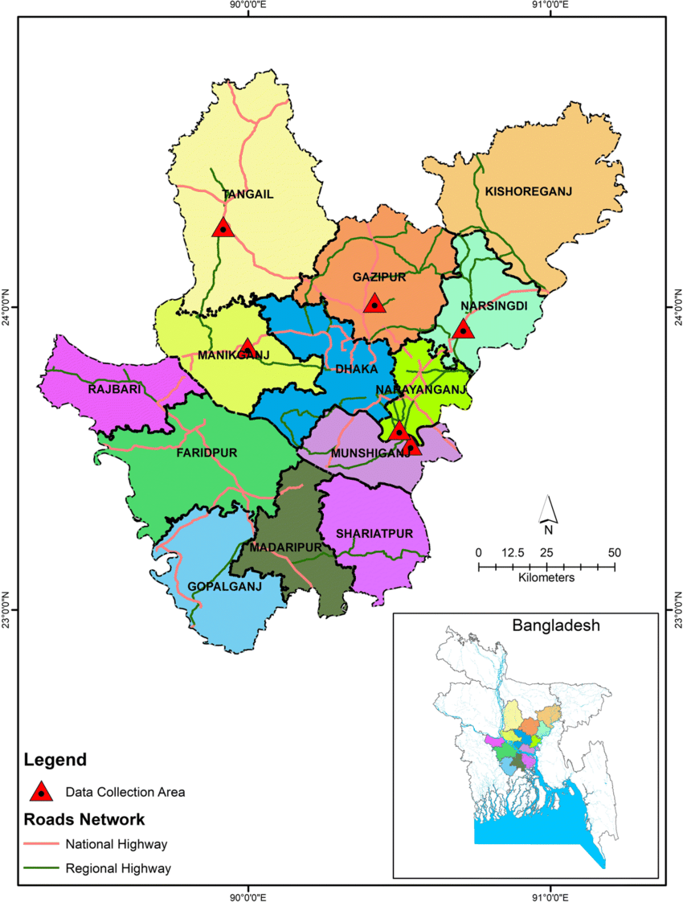 90°0'0"E
91°0'0"E
TANGAIL
KISHOREGANJ
GAZIPUR
24°0'0"N
24°0'0"N
NARSINGDI
MANIKGANJ
DHAKA
RAJBARI
NARAYANGANJ
FARIDPUR
MUNSHIGANJ
SHARIATPUR
MADARIPUR
GOPALGANJ
0 12.5 25 50
Kilometers
23°0'0"N
23°0'0"N
Bangladesh
Legend
Data Collection Area
Roads Network
National Highway
Regional Highway
90°0'0"E
91°0'0"E